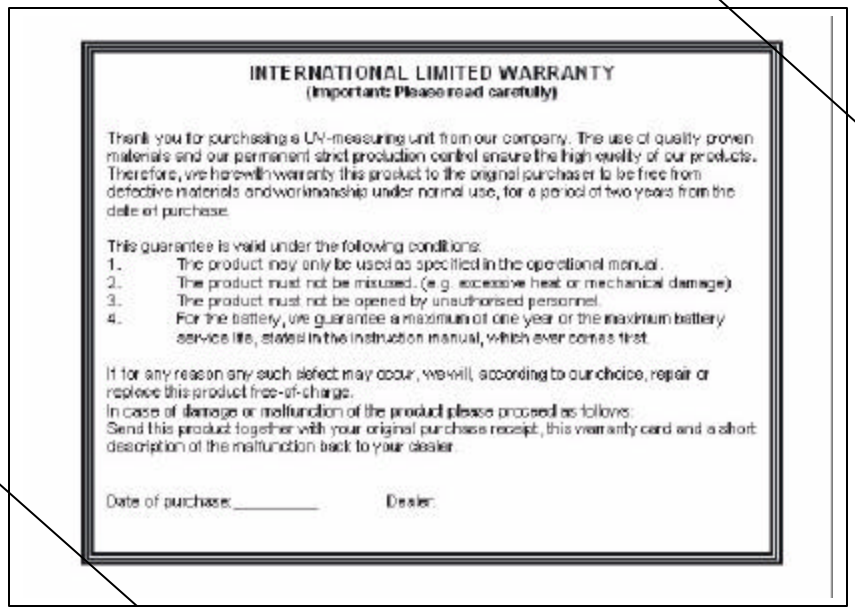 INTERNATIONAL LIMITED WARRANTY
(Important: Please read carefully)
Thank you for purchasing a UV-measuring unit from our company. The use of quality proven
materials and our permanent strict production control ensure the high quality of our products.
Therefore, we herewith warranty this product to the original purchaser to be free from
defective materials and workmanship under normal use, for a period of two years from the
date of purchase.
This guarantee is valid under the following conditions:
1. The product may only be used as specified in the operational manual.
2. The product must not be misused. (e.g. excessive heat or mechanical damage)
3. The product must not be opened by unauthorised personnel.
4. For the battery, we guarantee a maximum of one year or the maximum battery
service life, stated in the instruction manual, which ever comes first.
If for any reason any such defect may occur, we will, according to our choice, repair or
replace this product free-of-charge.
In case of damage or malfunction of the product please proceed as follows:
Send this product together with your original purchase receipt, this warranty card and a short
description of the malfunction back to your dealer.
Date of purchase:__________ Dealer: